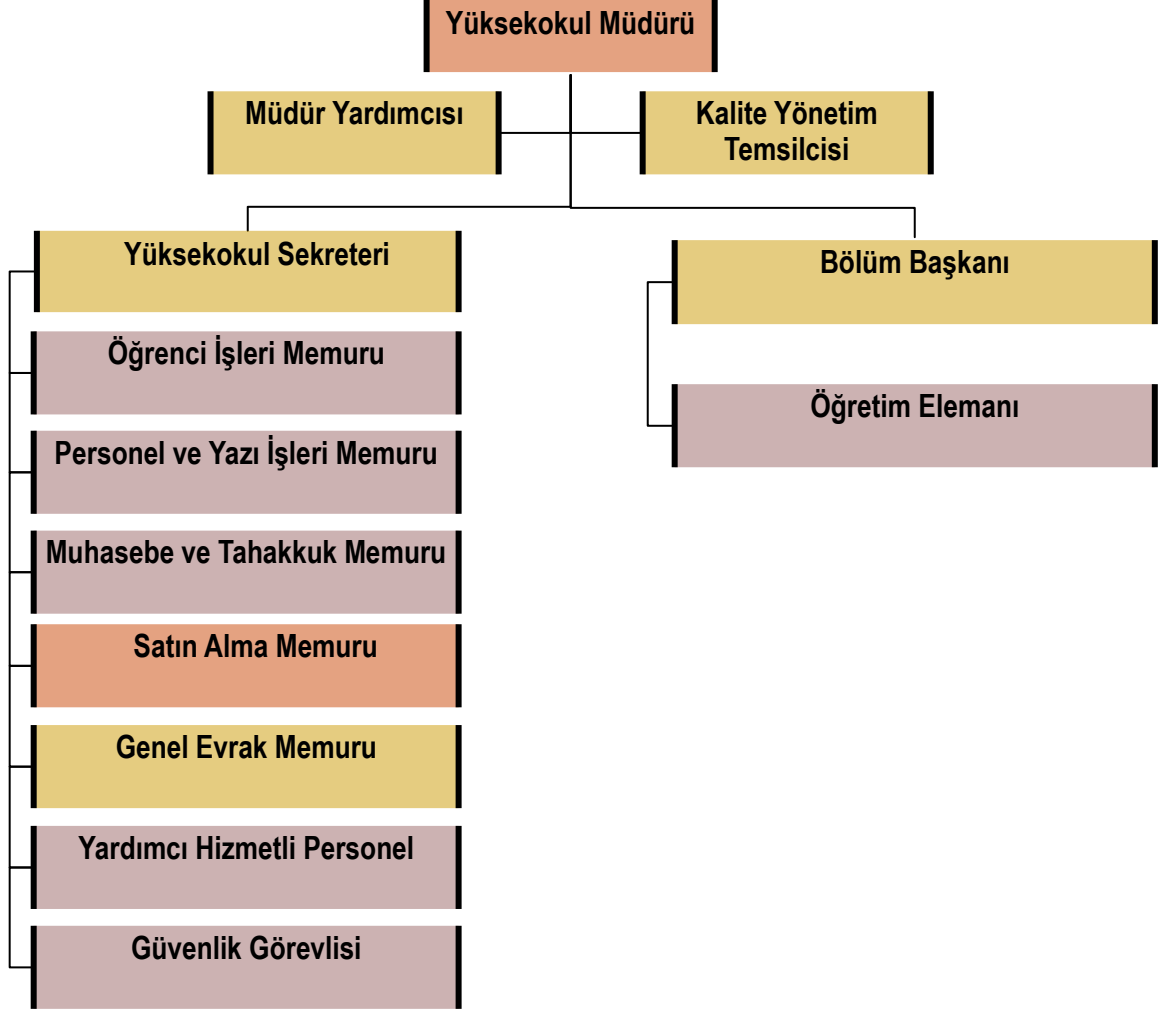 Yüksekokul Müdürü
Müdür Yardımcısı
Kalite Yönetim
Temsilcisi
Yüksekokul Sekreteri
Öğrenci İşleri Memuru
Personel ve Yazı İşleri Memuru
Muhasebe ve Tahakkuk Memuru
Satın Alma Memuru
Genel Evrak Memuru
Yardımcı Hizmetli Personel
Güvenlik Görevlisi
Bölüm Başkanı
Öğretim Elemanı